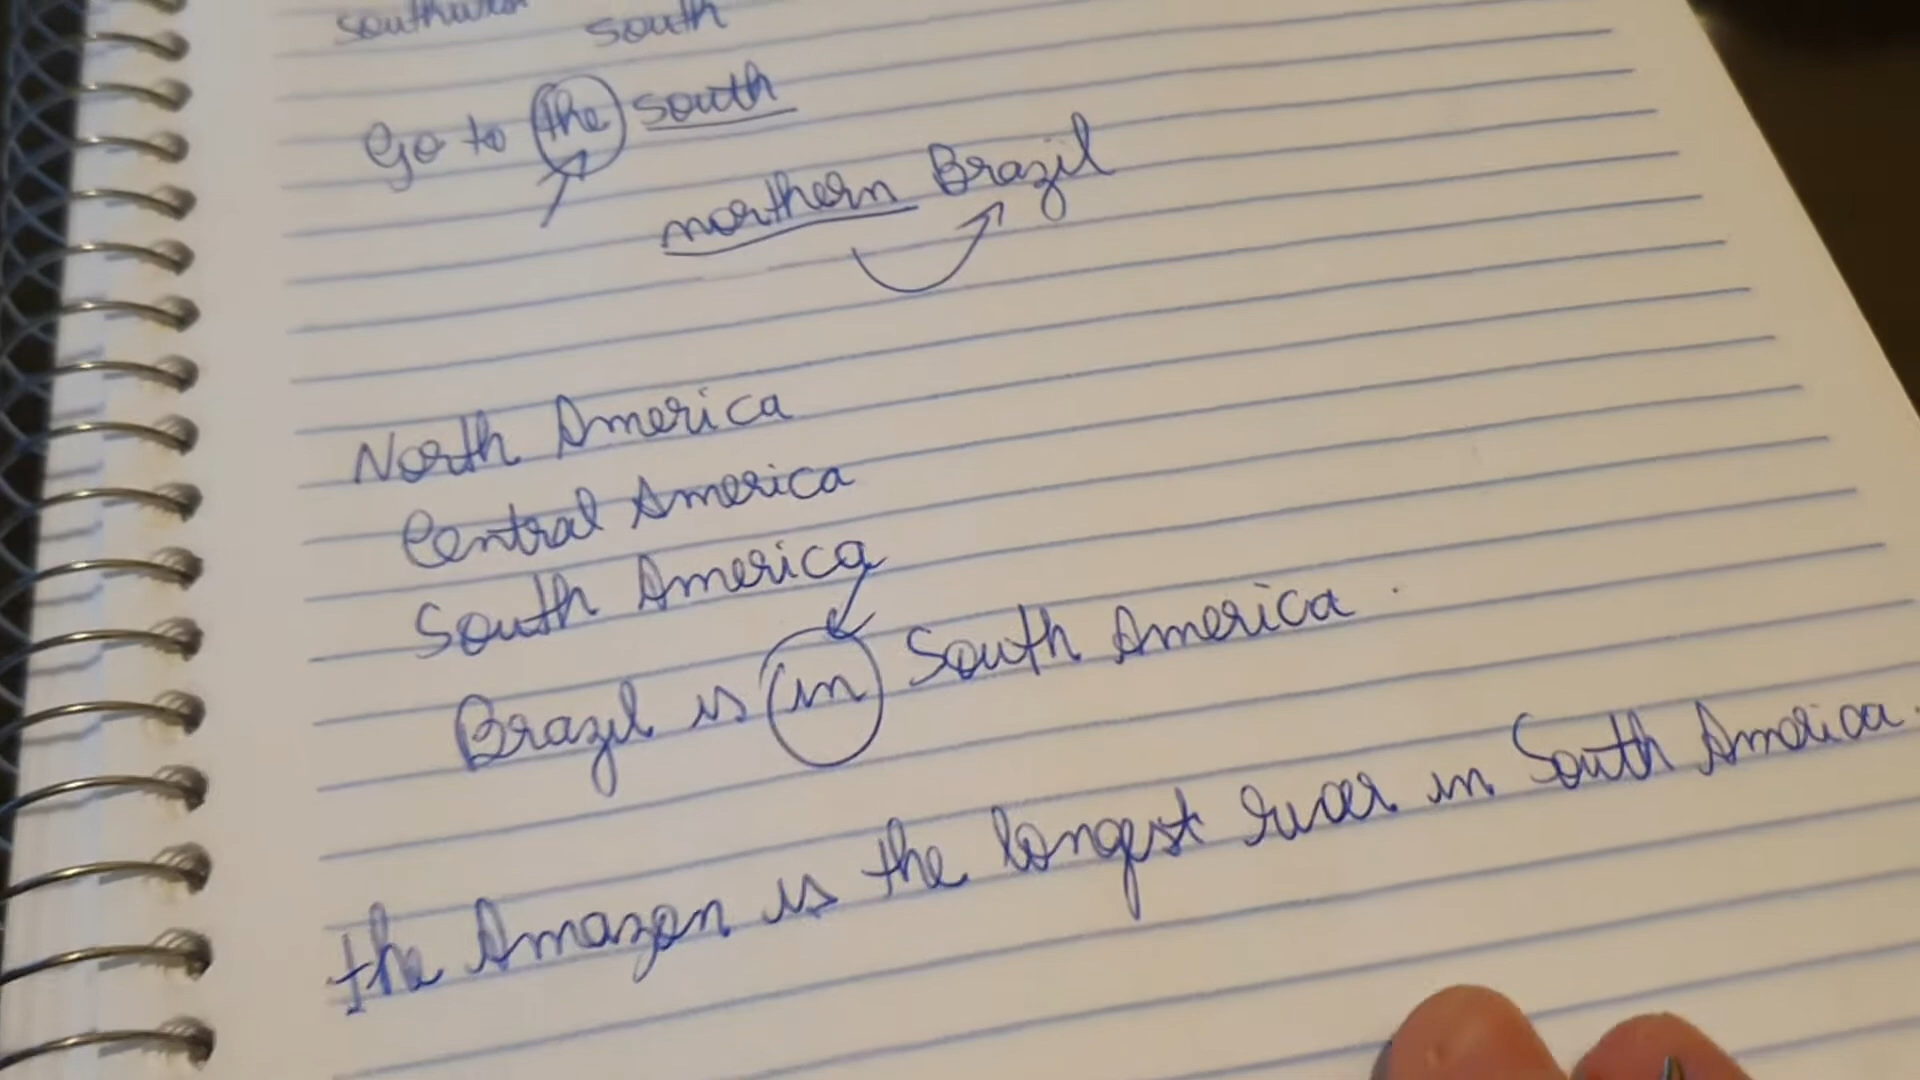 south
Go to the south
northern Brazil
North America
Central America
South America
Brazil is in South America.
the Amazon is the longest river in South America.